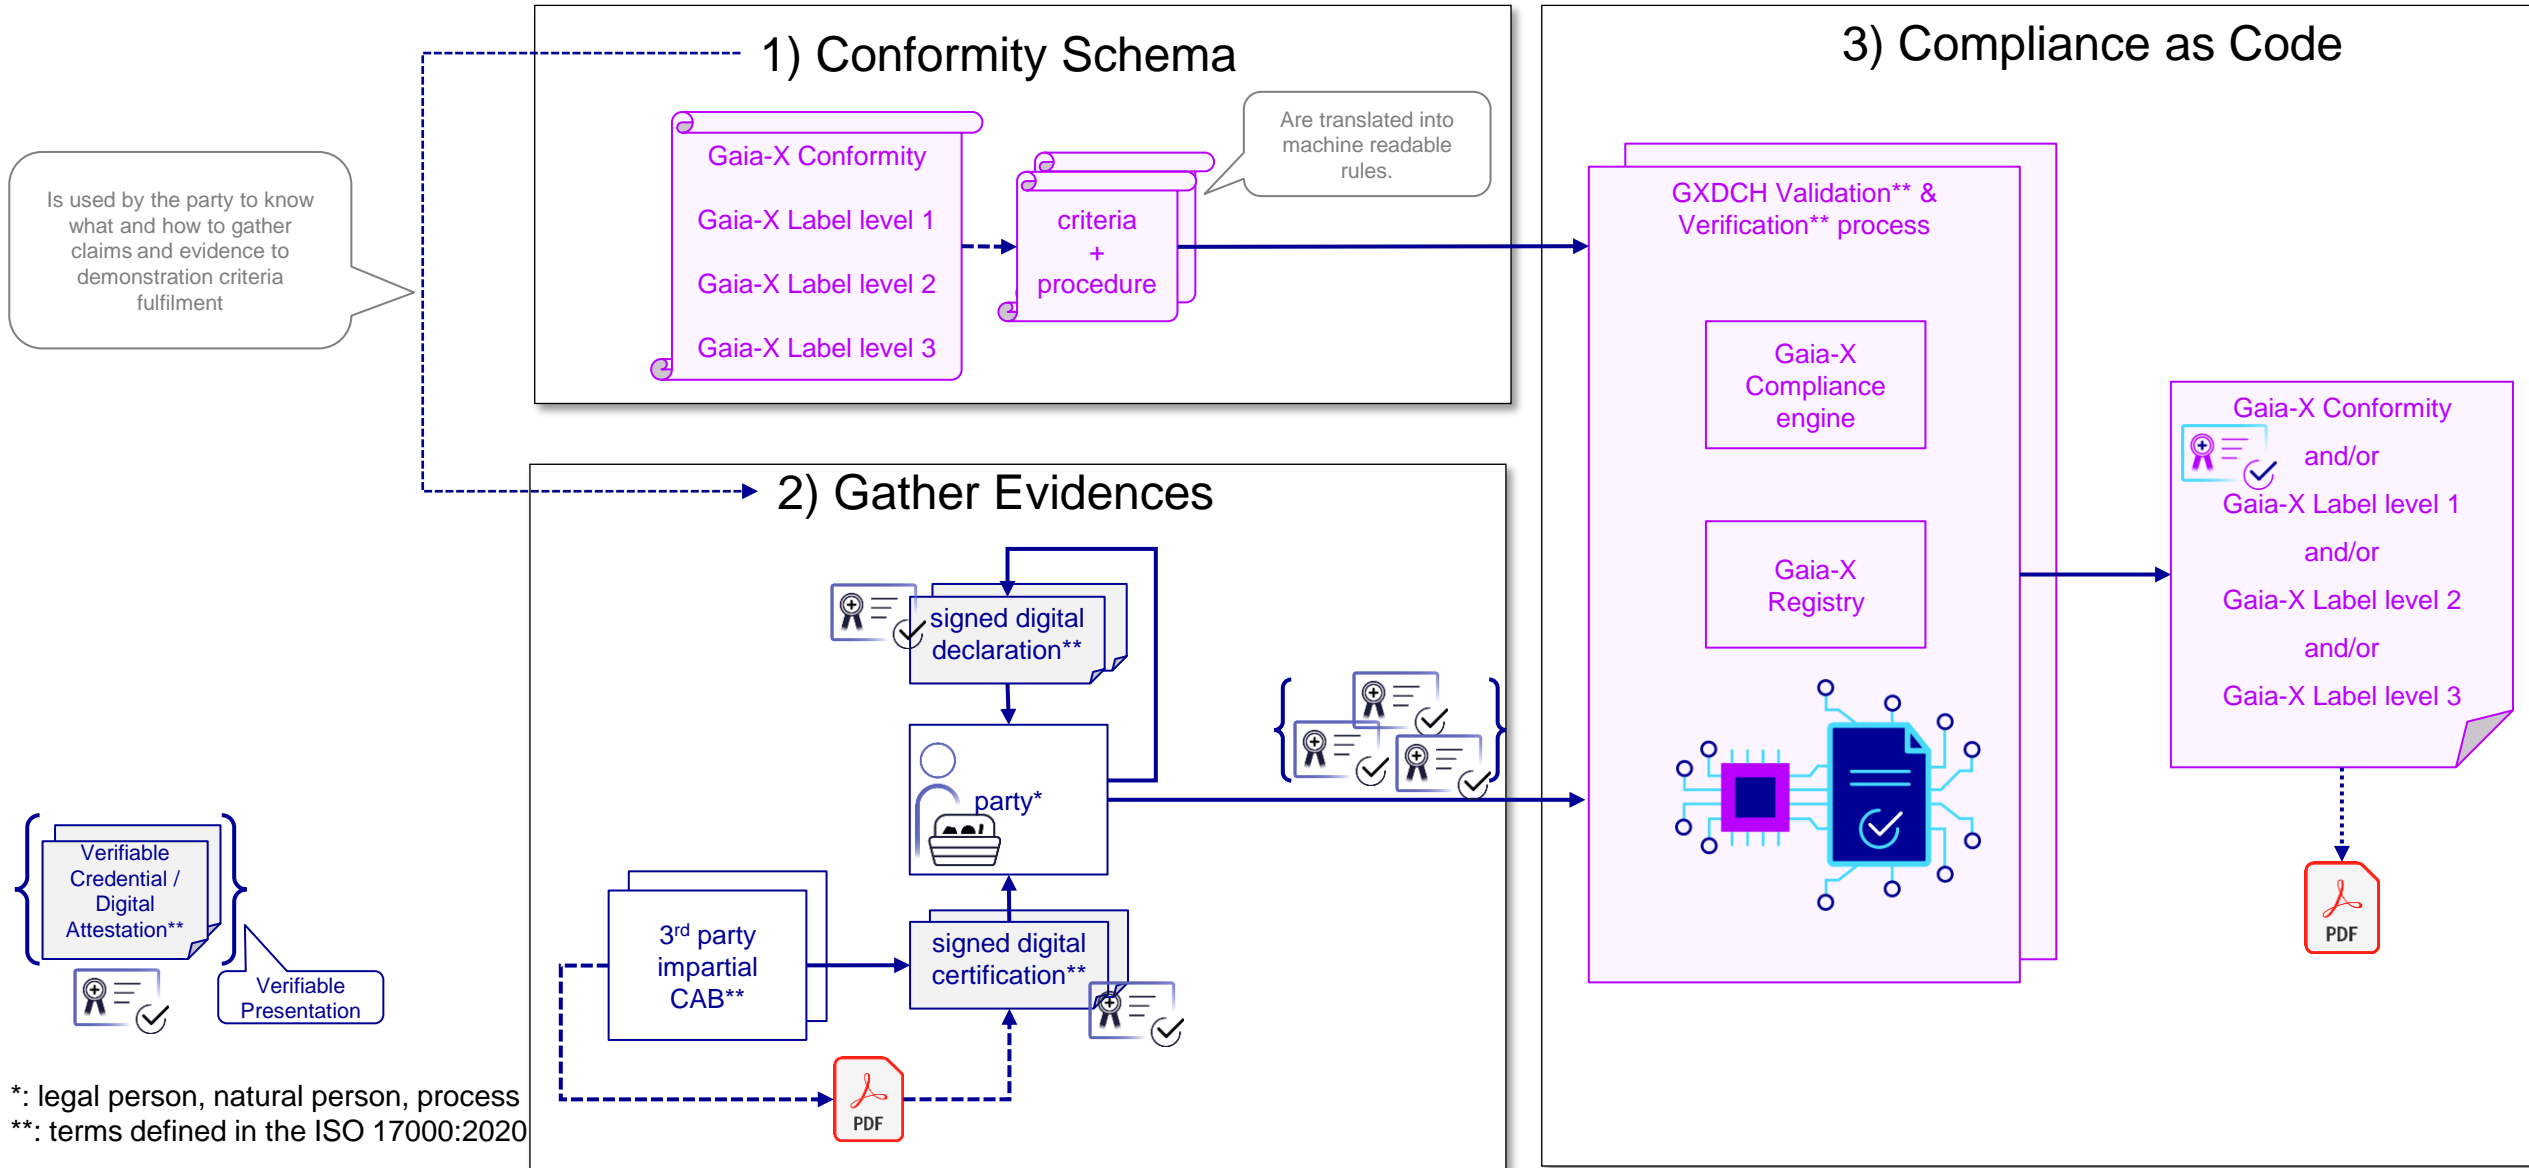 1) Conformity Schema
Gaia-X Conformity
Gaia-X Label level 1
Gaia-X Label level 2
Gaia-X Label level 3
criteria
+
procedure
Are translated into
machine readable
rules.
Is used by the party to know
what and how to gather
claims and evidence to
demonstration criteria
fulfilment
2) Gather Evidences
signed digital
declaration**
party*
3rd party
impartial
CAB**
signed digital
certification**
PDF
3) Compliance as Code
GXDCH Validation** &
Verification** process
Gaia-X
Compliance
engine
Gaia-X
Registry
Gaia-X Conformity
and/or
Gaia-X Label level 1
and/or
Gaia-X Label level 2
and/or
Gaia-X Label level 3
PDF
Verifiable
Credential /
Digital
Attestation**
Verifiable
Presentation
*: legal person, natural person, process
**: terms defined in the ISO 17000:2020